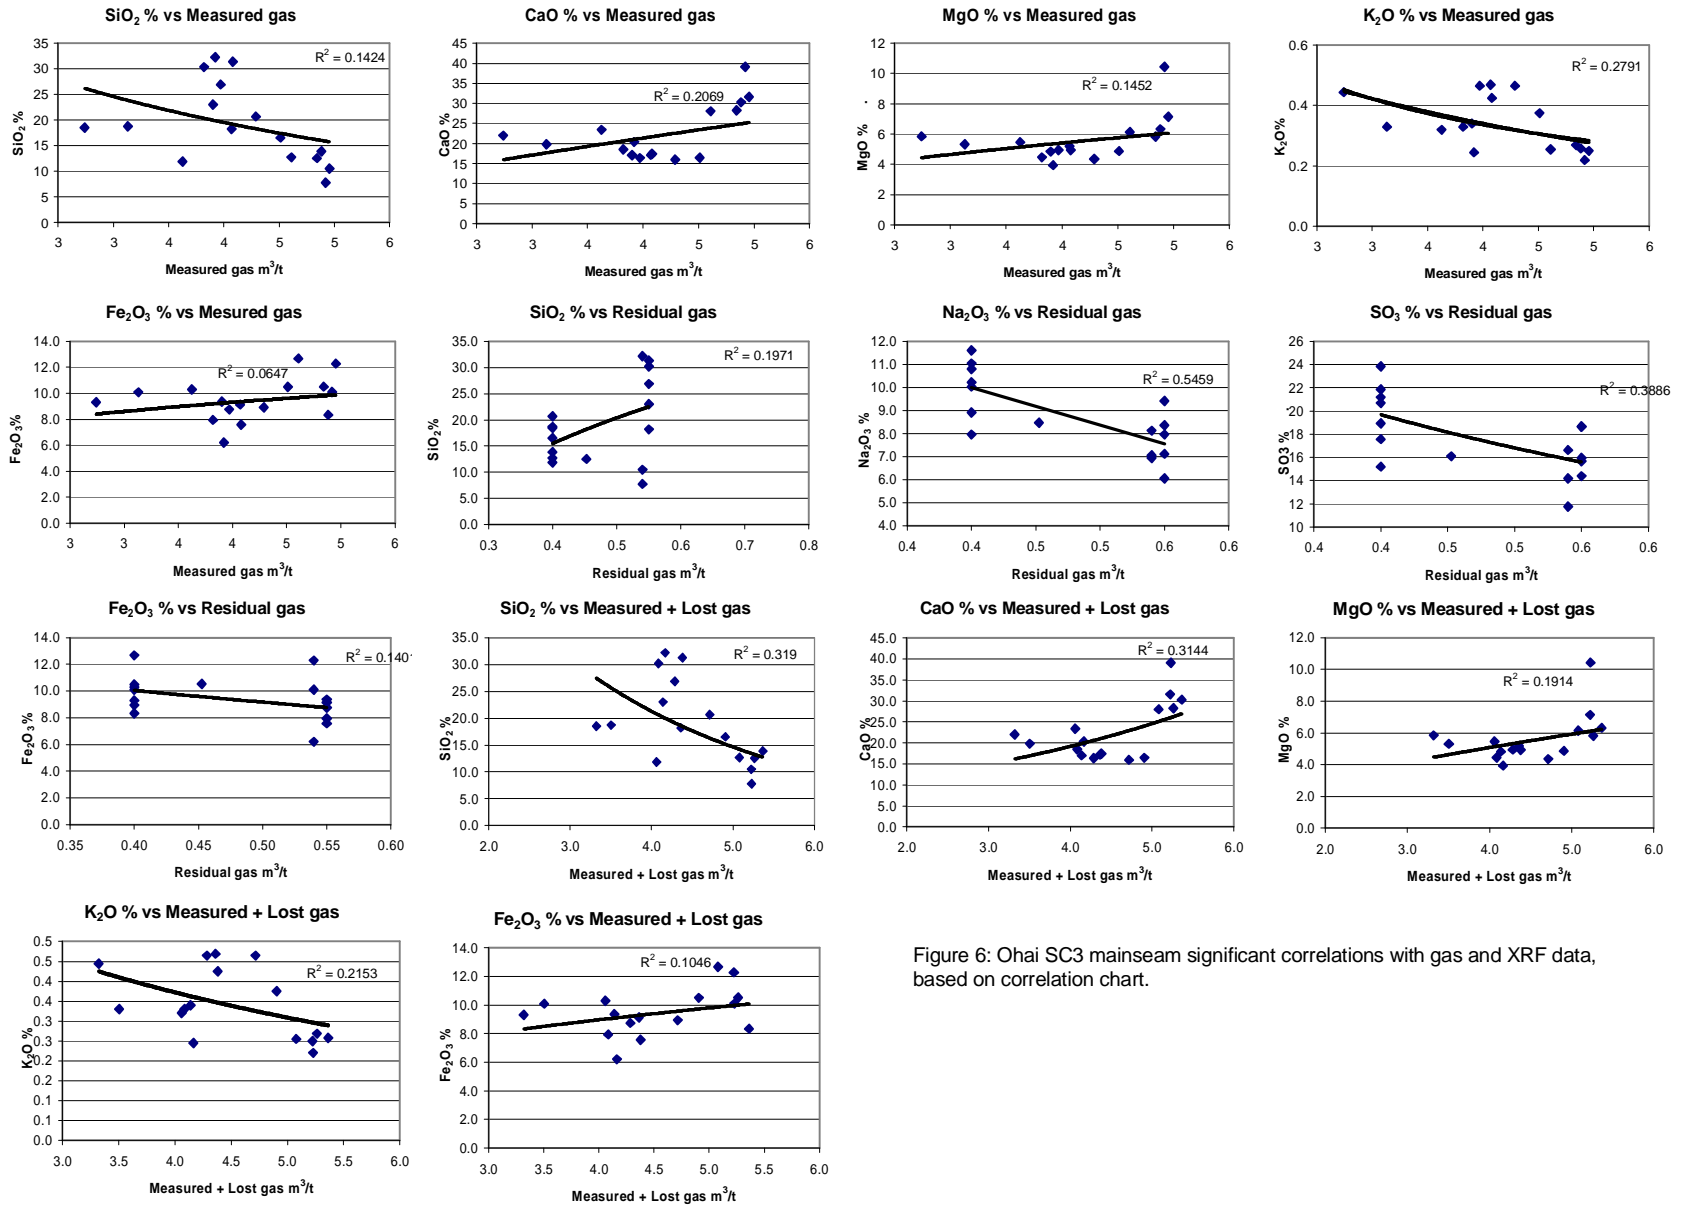 SiO₂ % vs Measured gas
R² = 0.1424
SiO₂ %
35
30
25
20
15
10
5
0
3 3 4 4 5 5 6
Measured gas m³/t
CaO % vs Measured gas
R² = 0.2069
CaO %
45
40
35
30
25
20
15
10
5
0
3 3 4 4 5 5 6
Measured gas m³/t
MgO % vs Measured gas
R² = 0.1452
MgO %
12
10
8
6
4
2
0
3 3 4 4 5 5 6
Measured gas m³/t
K₂O % vs Measured gas
R² = 0.2791
K₂O%
0.6
0.4
0.2
0.0
3 3 4 4 5 5 6
Measured gas m³/t
Fe₂O₃ % vs Mesured gas
R² = 0.0647
Fe₂O₃%
14.0
12.0
10.0
8.0
6.0
4.0
2.0
0.0
3 3 4 4 5 5 6
Measured gas m³/t
SiO₂ % vs Residual gas
R² = 0.1971
SiO₂%
35.0
30.0
25.0
20.0
15.0
10.0
5.0
0.0
0.3 0.4 0.5 0.6 0.7 0.8
Residual gas m³/t
Na₂O₃ % vs Residual gas
R² = 0.5459
Na₂O₃ %
12.0
11.0
10.0
9.0
8.0
7.0
6.0
5.0
4.0
0.4 0.4 0.5 0.5 0.6 0.6
Residual gas m³/t
SO₃ % vs Residual gas
R² = 0.3886
SO3 %
26
24
22
20
18
16
14
12
10
0.4 0.4 0.5 0.5 0.6 0.6
Residual gas m³/t
Fe₂O₃ % vs Residual gas
R² = 0.140
Fe₂O₃%
14.0
12.0
10.0
8.0
6.0
4.0
2.0
0.0
0.35 0.40 0.45 0.50 0.55 0.60
Residual gas m³/t
SiO₂ % vs Measured + Lost gas
R² = 0.319
SiO₂ %
35.0
30.0
25.0
20.0
15.0
10.0
5.0
0.0
2.0 3.0 4.0 5.0 6.0
Measured + Lost gas m³/t
CaO % vs Measured + Lost gas
R² = 0.3144
CaO %
45.0
40.0
35.0
30.0
25.0
20.0
15.0
10.0
5.0
0.0
2.0 3.0 4.0 5.0 6.0
Measured + Lost gas m³/t
MgO % vs Measured + Lost gas
R² = 0.1914
MgO %
12.0
10.0
8.0
6.0
4.0
2.0
0.0
2.0 3.0 4.0 5.0 6.0
Measured + Lost gas m³/t
K₂O % vs Measured + Lost gas
R² = 0.2153
K₂O %
0.5
0.5
0.4
0.4
0.3
0.3
0.2
0.2
0.1
0.1
0.0
3.0 3.5 4.0 4.5 5.0 5.5 6.0
Measured + Lost gas m³/t
Fe₂O₃ % vs Measured + Lost gas
R² = 0.1046
Fe₂O₃ %
14.0
12.0
10.0
8.0
6.0
4.0
2.0
0.0
3.0 3.5 4.0 4.5 5.0 5.5 6.0
Measured + Lost gas m³/t
Figure 6: Ohai SC3 mainseam significant correlations with gas and XRF data,
based on correlation chart.